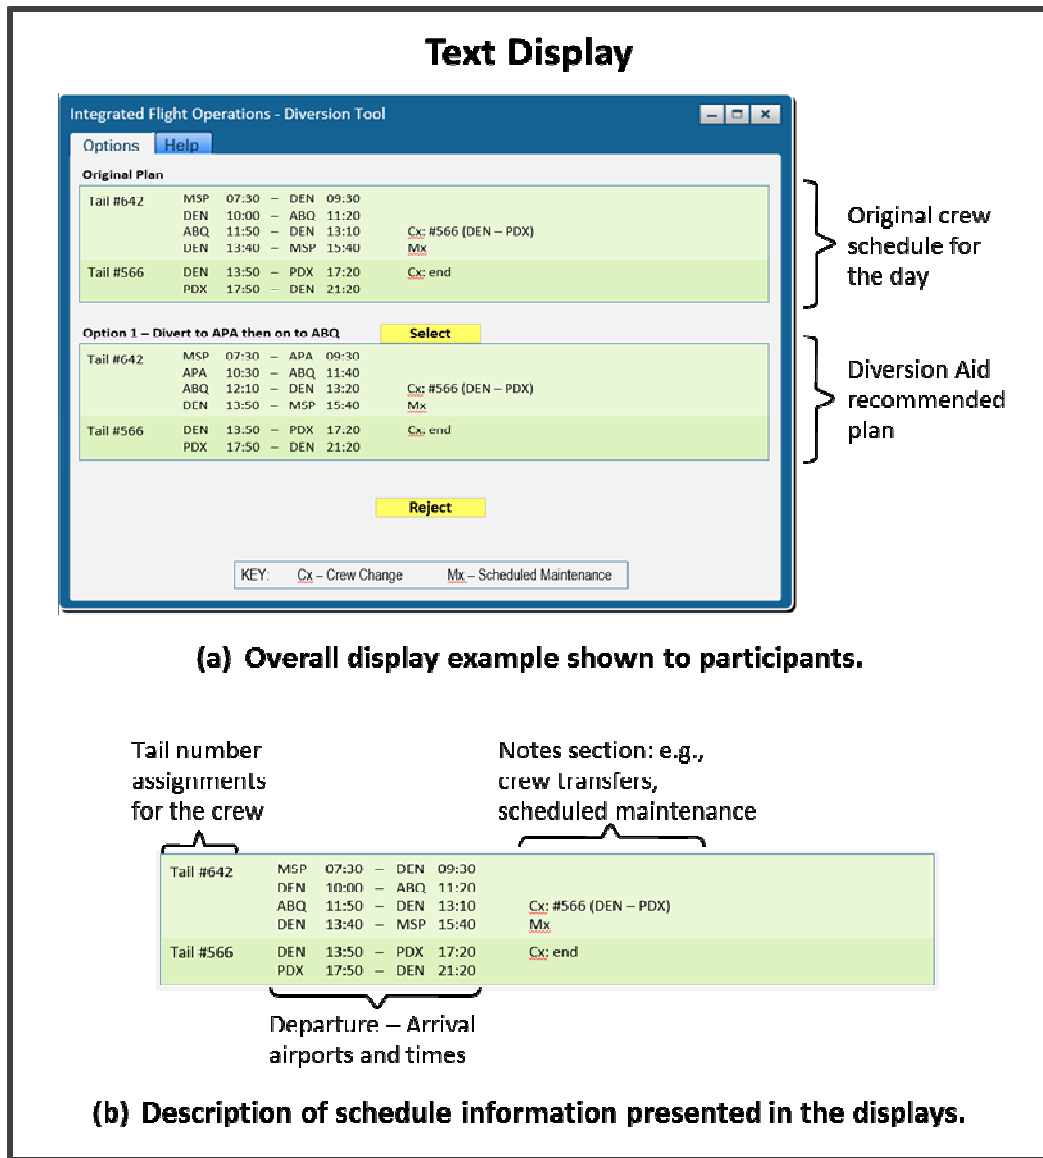 Text Display
Integrated Flight Operations - Diversion Tool
Options Help
Original Plan
Tail #642 MSP 07:30 – DEN 09:30
DEN 10:00 – ABQ 11:20
ABQ 11:50 – DEN 13:10 Cx: #566 (DEN – PDX)
DEN 13:40 – MSP 15:40 Mx
Tail #566 DEN 13:50 – PDX 17:20 Cx: end
PDX 17:50 – DEN 21:20
Original crew
schedule for
the day
Option 1 – Divert to APA then on to ABQ Select
Tail #642 MSP 07:30 – APA 09:30
APA 10:30 – ABQ 11:40
ABQ 12:10 – DEN 13:20 Cx: #566 (DEN – PDX)
DEN 13:50 – MSP 15:40 Mx
Tail #566 DEN 13:50 – PDX 17:20 Cx: end
PDX 17:50 – DEN 21:20
Diversion Aid
recommended
plan
Reject
KEY: Cx – Crew Change Mx – Scheduled Maintenance
(a) Overall display example shown to participants.
Tail number
assignments
for the crew
Notes section: e.g.,
crew transfers,
scheduled maintenance
Tail #642 MSP 07:30 – DEN 09:30
DEN 10:00 – ABQ 11:20
ABQ 11:50 – DEN 13:10 Cx: #566 (DEN – PDX)
DEN 13:40 – MSP 15:40 Mx
Tail #566 DEN 13:50 – PDX 17:20 Cx: end
PDX 17:50 – DEN 21:20
Departure – Arrival
airports and times
(b) Description of schedule information presented in the displays.